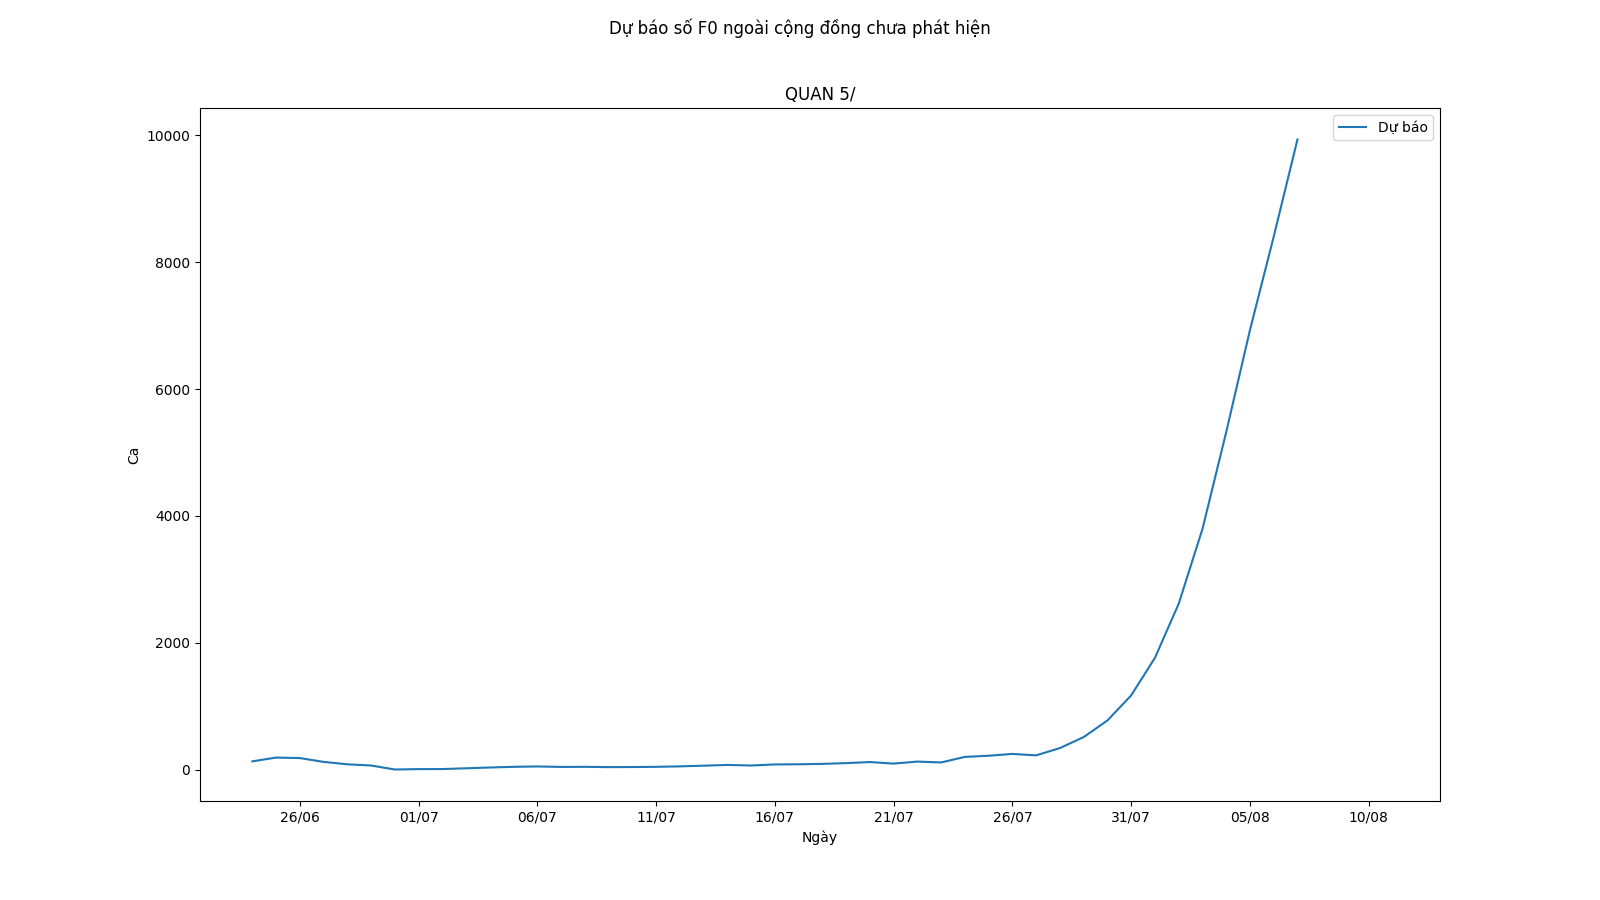 Dự báo số F0 ngoài cộng đồng chưa phát hiện
QUAN 5/
Dự báo
10000
8000
6000
4000
2000
0
Ca
26/06 01/07 06/07 11/07 16/07 21/07 26/07 31/07 05/08 10/08
Ngày